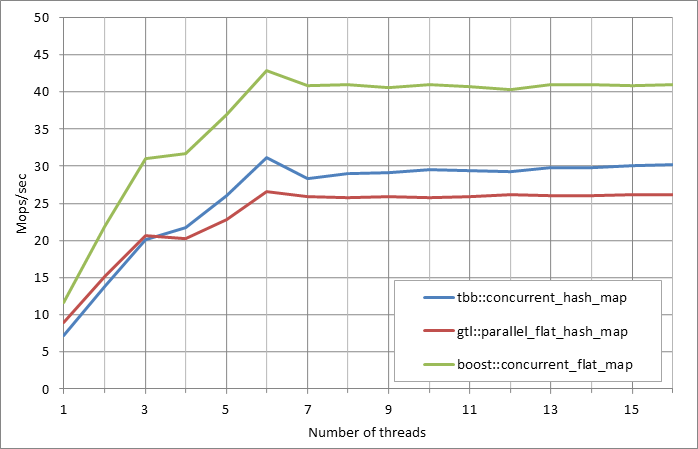 50
45
40
35
30
25
20
15
10
5
0
Mops/sec
tbb::concurrent_hash_map
gtl::parallel_flat_hash_map
boost::concurrent_flat_map
1 3 5 7 9 11 13 15
Number of threads